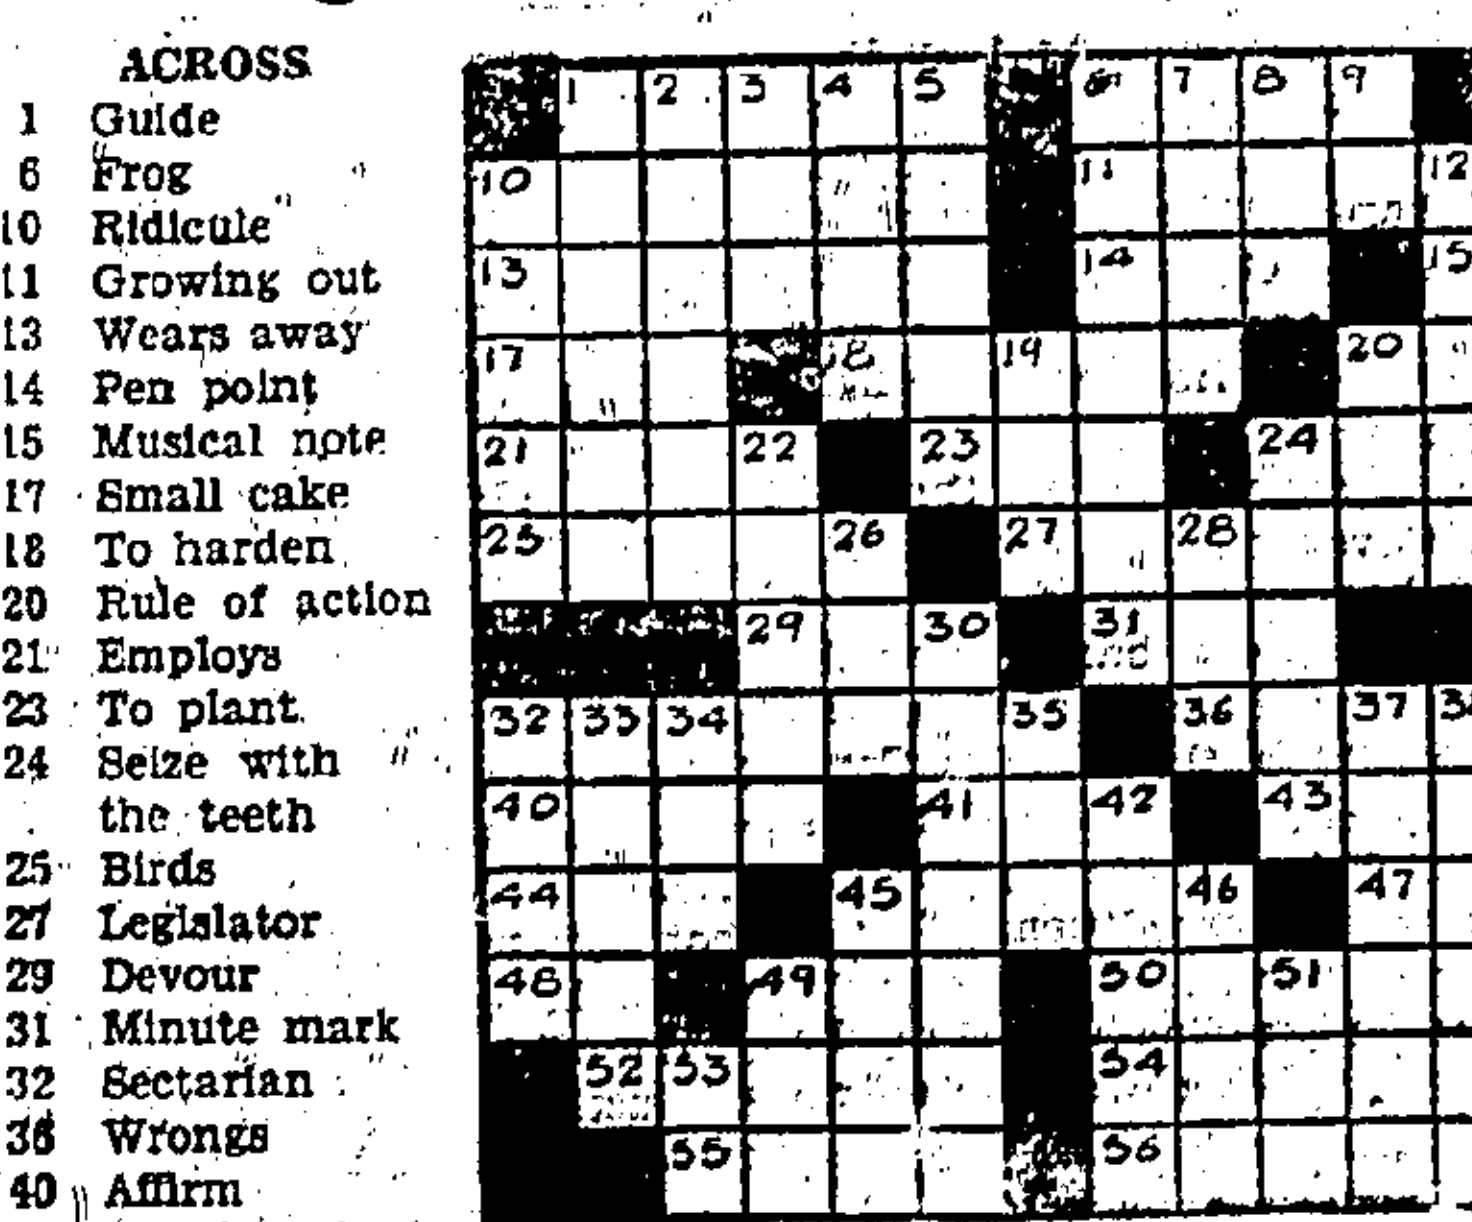 ACROSS
1 Guide
6 Frog
10 Ridicule
11 Growing out
13 Wears away
14 Pen point
15 Musical note
17 Small cake
18 To harden
20 Rule of action
21 Employs
23 To plant
24 Seize with
the teeth
25 Birds
27 Legislator
29 Devour
31 Minute mark
32 Sectarian
36 Wrongs
40 Affirm
1 2 3 4 5 6 7 8 9
10 11 12
13 14 15
17 18 19 20
21 22 23 24
25 26 27 28
29 30 31
32 33 34 35 36 37
40 41 42 43
44 45 46 47
48 49 50 51
52 53 54
55 56